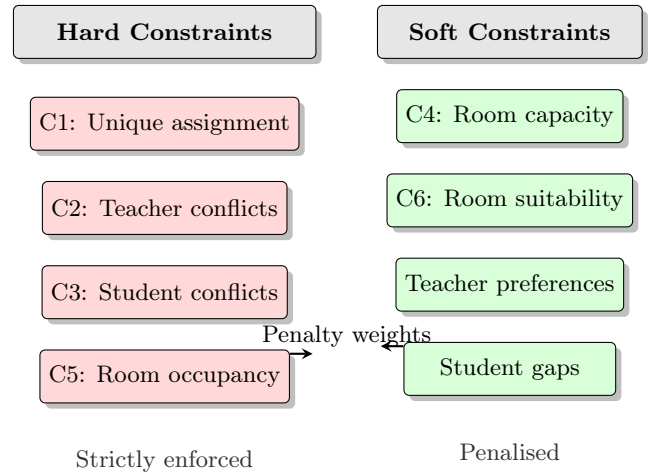 Hard Constraints
C1: Unique assignment
C2: Teacher conflicts
C3: Student conflicts
C5: Room occupancy
Strictly enforced
Penalty weights
Soft Constraints
C4: Room capacity
C6: Room suitability
Teacher preferences
Student gaps
Penalised